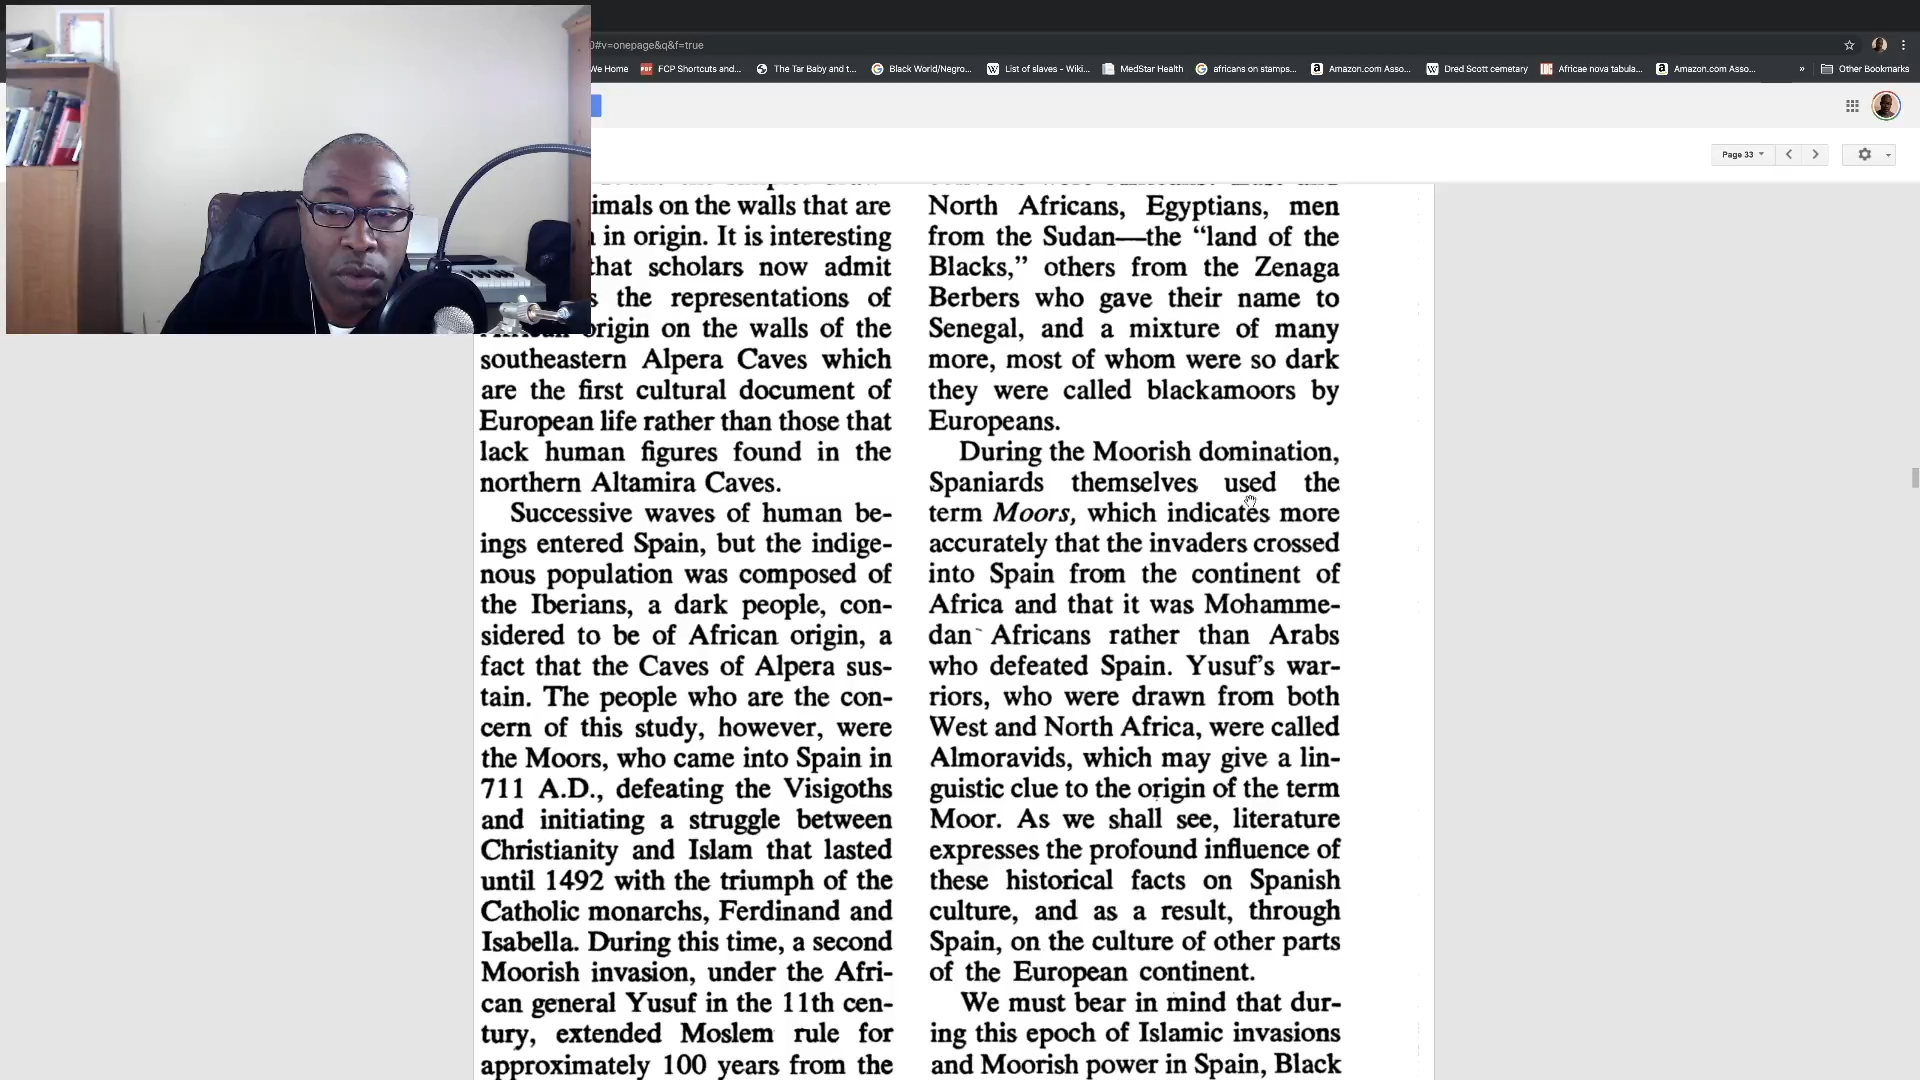 0#v=onepage&q&f=true
We Home
FCP Shortcuts and...
The Tar Baby and t...
Black World/Negro...
List of slaves - Wiki...
MedStar Health
africans on stamps...
Amazon.com Asso...
Dred Scott cemetary
Africae nova tabula...
Amazon.com Asso...
»
Other Bookmarks
Page 33
imals on the walls that are
in origin. It is interesting
that scholars now admit
the representations of
origin on the walls of the
southeastern Alpera Caves which
are the first cultural document of
European life rather than those that
lack human figures found in the
northern Altamira Caves.
Successive waves of human be-
ings entered Spain, but the indige-
nous population was composed of
the Iberians, a dark people, con-
sidered to be of African origin, a
fact that the Caves of Alpera sus-
tain. The people who are the con-
cern of this study, however, were
the Moors, who came into Spain in
711 A.D., defeating the Visigoths
and initiating a struggle between
Christianity and Islam that lasted
until 1492 with the triumph of the
Catholic monarchs, Ferdinand and
Isabella. During this time, a second
Moorish invasion, under the Afri-
can general Yusuf in the 11th cen-
tury, extended Moslem rule for
approximately 100 years from the
North Africans, Egyptians, men
from the Sudan—the “land of the
Blacks,” others from the Zenaga
Berbers who gave their name to
Senegal, and a mixture of many
more, most of whom were so dark
they were called blackamoors by
Europeans.
During the Moorish domination,
Spaniards themselves used the
term Moors, which indicates more
accurately that the invaders crossed
into Spain from the continent of
Africa and that it was Mohamme-
dan Africans rather than Arabs
who defeated Spain. Yusuf's war-
riors, who were drawn from both
West and North Africa, were called
Almoravids, which may give a lin-
guistic clue to the origin of the term
Moor. As we shall see, literature
expresses the profound influence of
these historical facts on Spanish
culture, and as a result, through
Spain, on the culture of other parts
of the European continent.
We must bear in mind that dur-
ing this epoch of Islamic invasions
and Moorish power in Spain, Black